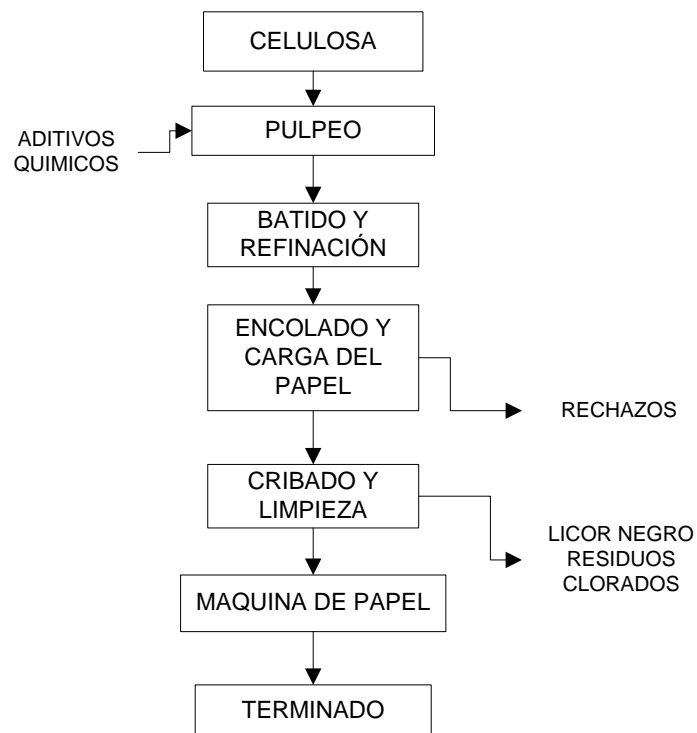 CELULOSA
ADITIVOS
QUIMICOS
PULPEO
BATIDO Y
REFINACIÓN
ENCOLADO Y
CARGA DEL
PAPEL
RECHAZOS
CRIBADO Y
LIMPIEZA
LICOR NEGRO
RESIDUOS
CLORADOS
MAQUINA DE PAPEL
TERMINADO